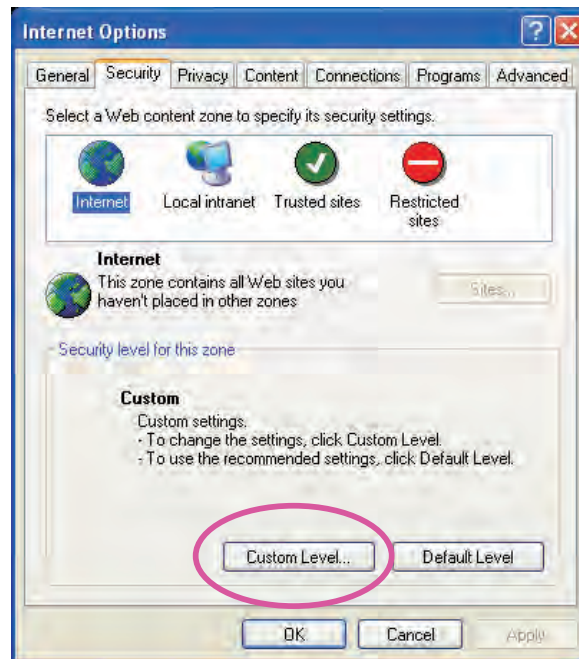 Internet Options
General Security Privacy Content Connections Programs Advanced
Select a Web content zone to specify its security settings.
Internet Local intranet Trusted sites Restricted sites
Internet
This zone contains all Web sites you
haven't placed in other zones
Sites...
Security level for this zone
Custom
Custom settings.
- To change the settings, click Custom Level.
- To use the recommended settings, click Default Level.
Custom Level... Default Level
OK Cancel Apply